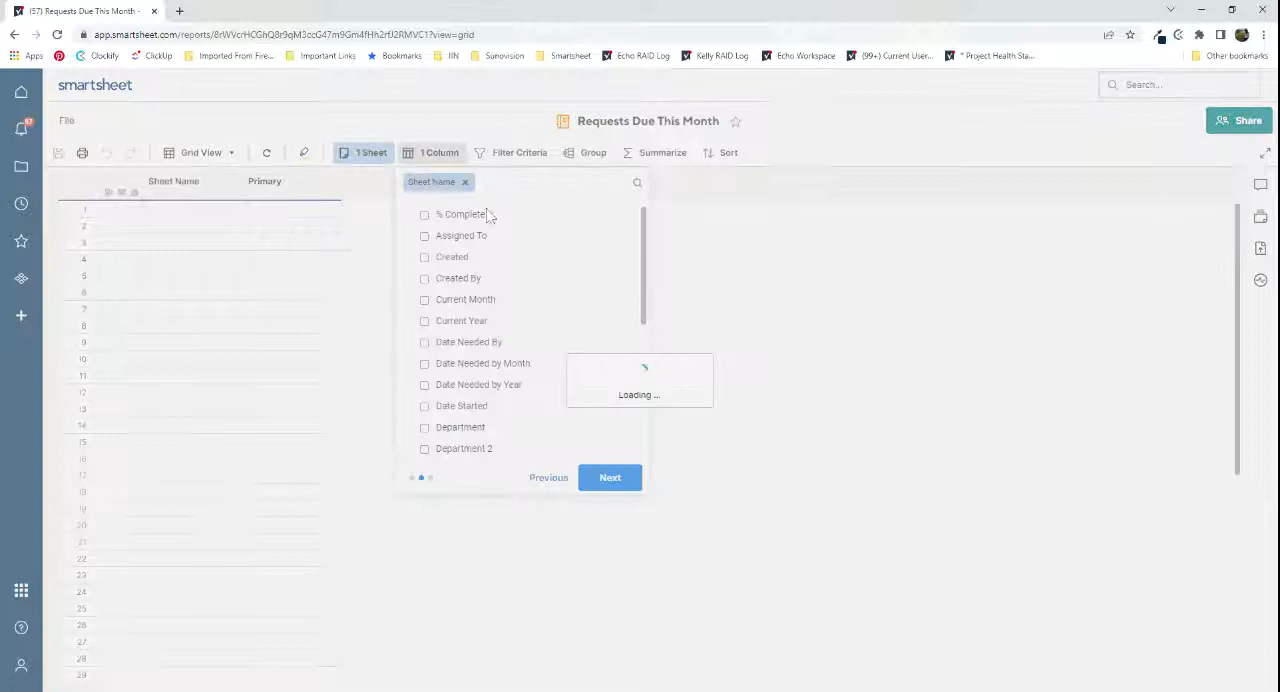 (57) Requests Due This Month -
app.smartsheet.com/reports/8rWVcrHCGhQ8r9qM3ccG47m9Gm4fHh2rfJ2RMVC1?view=grid
Apps Clockify ClickUp Imported From Fire... Important Links Bookmarks IIN Sunovision Smartsheet Echo RAID Log Kelly RAID Log Echo Workspace (99+) Current User... * Project Health Sta... Other bookmarks
smartsheet
Search...
File
Requests Due This Month
Share
Grid View
1 Sheet
1 Column
Filter Criteria
Group
Summarize
Sort
Sheet Name
Primary
Sheet Name
% Complete
Assigned To
Created
Created By
Current Month
Current Year
Date Needed By
Date Needed by Month
Date Needed by Year
Date Started
Department
Department 2
Loading ...
Previous
Next
1
2
3
4
5
6
7
8
9
10
11
12
13
14
15
16
17
18
19
20
21
22
23
24
25
26
27
28
29